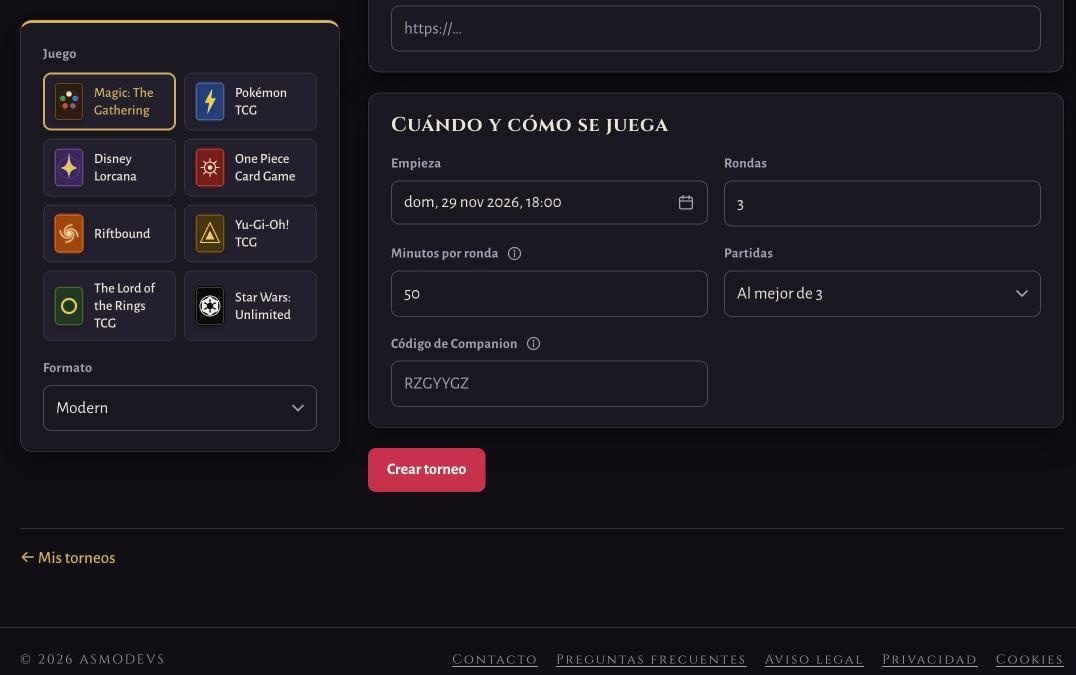 Juego
Magic: The
Gathering
Pokémon
TCG
Disney
Lorcana
One Piece
Card Game
Riftbound
Yu-Gi-Oh!
TCG
The Lord of
the Rings
TCG
Star Wars:
Unlimited
Formato
Modern
https://...
Cuándo y cómo se juega
Empieza
Rondas
dom, 29 nov 2026, 18:00
3
Minutos por ronda
Partidas
50
Al mejor de 3
Código de Companion
RZGYYGZ
Crear torneo
← Mis torneos
© 2026 ASMODEVS
Contacto Preguntas frecuentes Aviso legal Privacidad Cookies